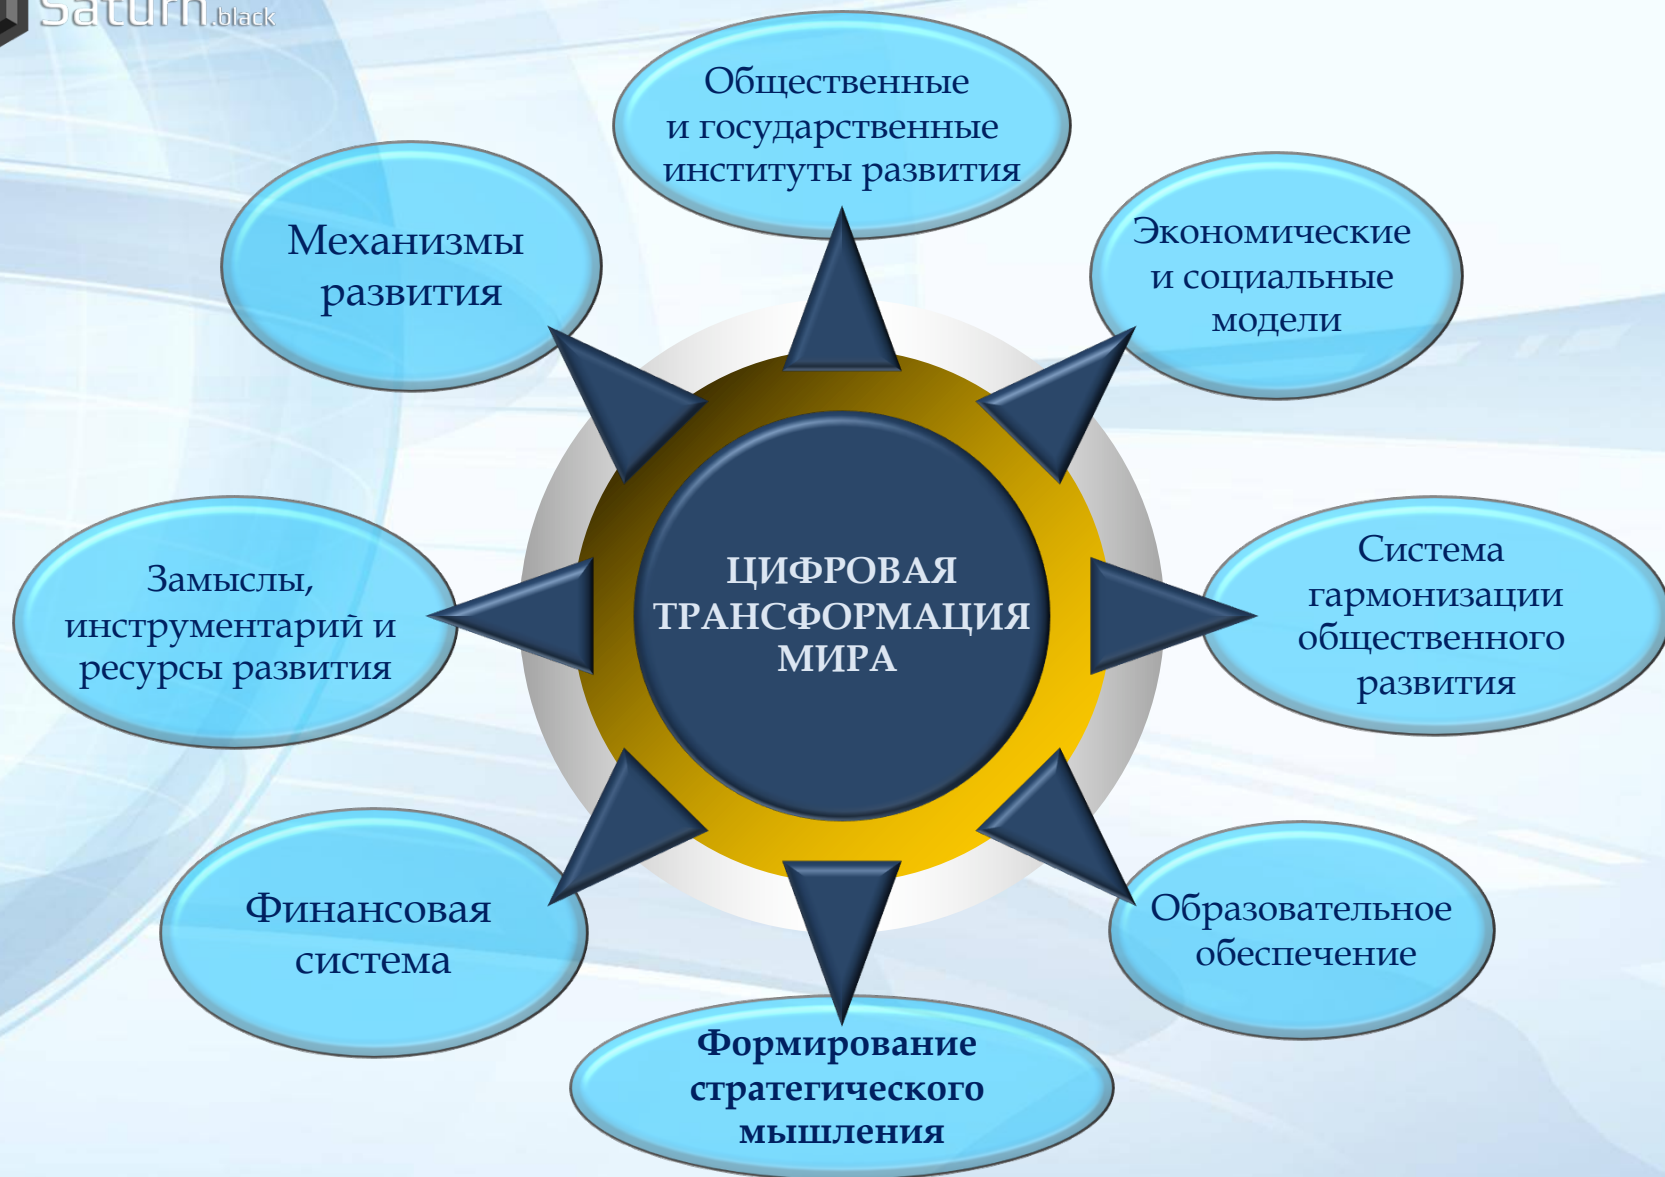 Saturn.black
Общественные
и государственные
институты развития
Механизмы
развития
Экономические
и социальные
модели
Замыслы,
инструментарий и
ресурсы развития
ЦИФРОВАЯ
ТРАНСФОРМАЦИЯ
МИРА
Система
гармонизации
общественного
развития
Финансовая
система
Образовательное
обеспечение
Формирование
стратегического
мышления